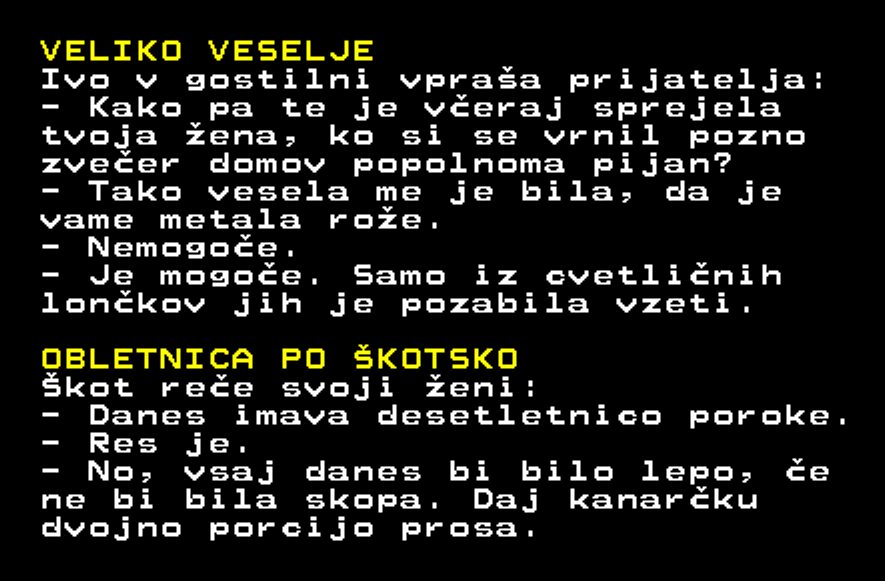 VELIKO VESELJE
Ivo v gostilni vpraša prijatelja:
- Kako pa te je včeraj sprejela
tvoja žena, ko si se vrnil pozno
zvečer domov popolnoma pijan?
- Tako vesela me je bila, da je
vame metala rože.
- Nemogoče.
- Je mogoče. Samo iz cvetličnih
lončkov jih je pozabila vzeti.
OBLETNICA PO ŠKOTSKO
Škot reče svoji ženi:
- Danes imava desetletnico poroke.
- Res je.
- No, vsaj danes bi bilo lepo, če
ne bi bila skopa. Daj kanarčku
dvojno porcijo prosa.